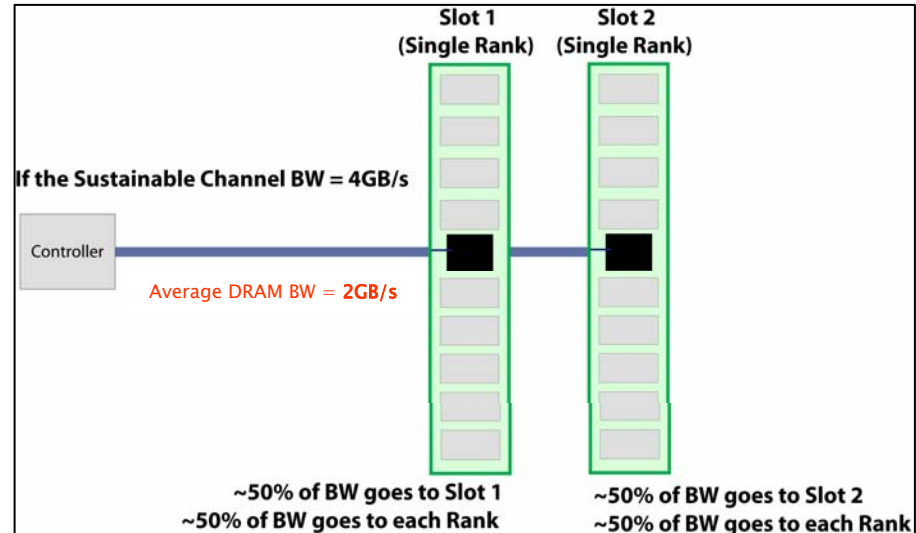 Slot 1
(Single Rank)
Slot 2
(Single Rank)
If the Sustainable Channel BW = 4GB/s
Controller
Average DRAM BW = 2GB/s
~50% of BW goes to Slot 1
~50% of BW goes to each Rank
~50% of BW goes to Slot 2
~50% of BW goes to each Rank